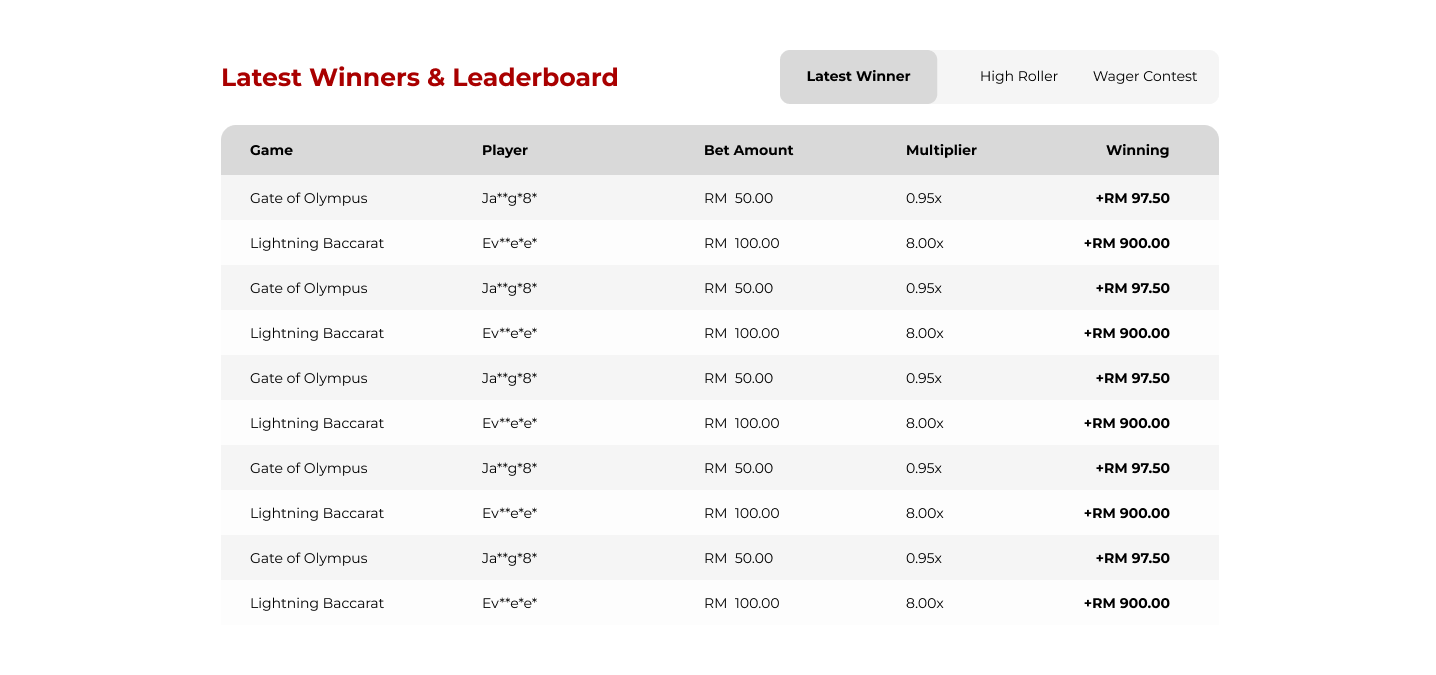 Latest Winners & Leaderboard
Latest Winner High Roller Wager Contest
Game Player Bet Amount Multiplier Winning
Gate of Olympus Ja**g*8* RM 50.00 0.95x +RM 97.50
Lightning Baccarat Ev**e*e* RM 100.00 8.00x +RM 900.00
Gate of Olympus Ja**g*8* RM 50.00 0.95x +RM 97.50
Lightning Baccarat Ev**e*e* RM 100.00 8.00x +RM 900.00
Gate of Olympus Ja**g*8* RM 50.00 0.95x +RM 97.50
Lightning Baccarat Ev**e*e* RM 100.00 8.00x +RM 900.00
Gate of Olympus Ja**g*8* RM 50.00 0.95x +RM 97.50
Lightning Baccarat Ev**e*e* RM 100.00 8.00x +RM 900.00
Gate of Olympus Ja**g*8* RM 50.00 0.95x +RM 97.50
Lightning Baccarat Ev**e*e* RM 100.00 8.00x +RM 900.00